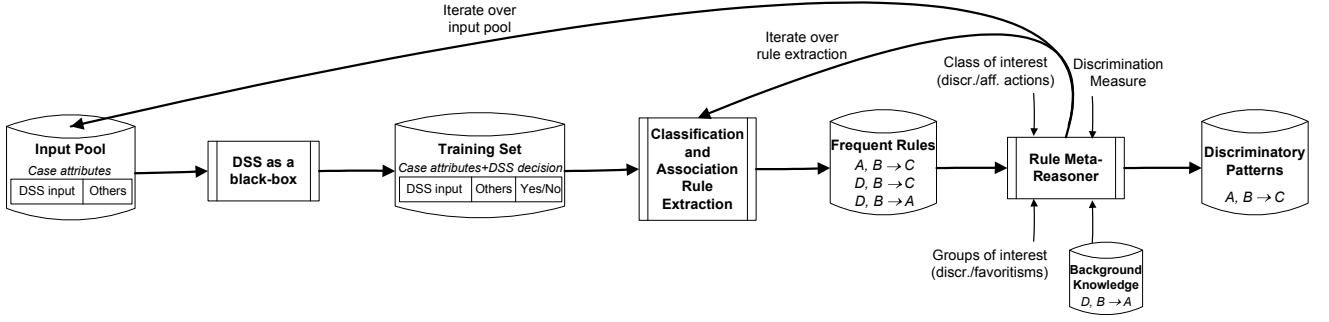 Iterate over
input pool
Iterate over
rule extraction
Class of interest
(discr./aff. actions)
Discrimination
Measure
Input Pool
Case attributes
DSS input Others
DSS as a
black-box
Training Set
Case attributes+DSS decision
DSS input Others Yes/No
Classification
and
Association
Rule
Extraction
Frequent Rules
A, B → C
D, B → C
D, B → A
Rule Meta-
Reasoner
Discriminatory
Patterns
A, B → C
Groups of interest
(discr./favoritisms)
Background
Knowledge
D, B → A